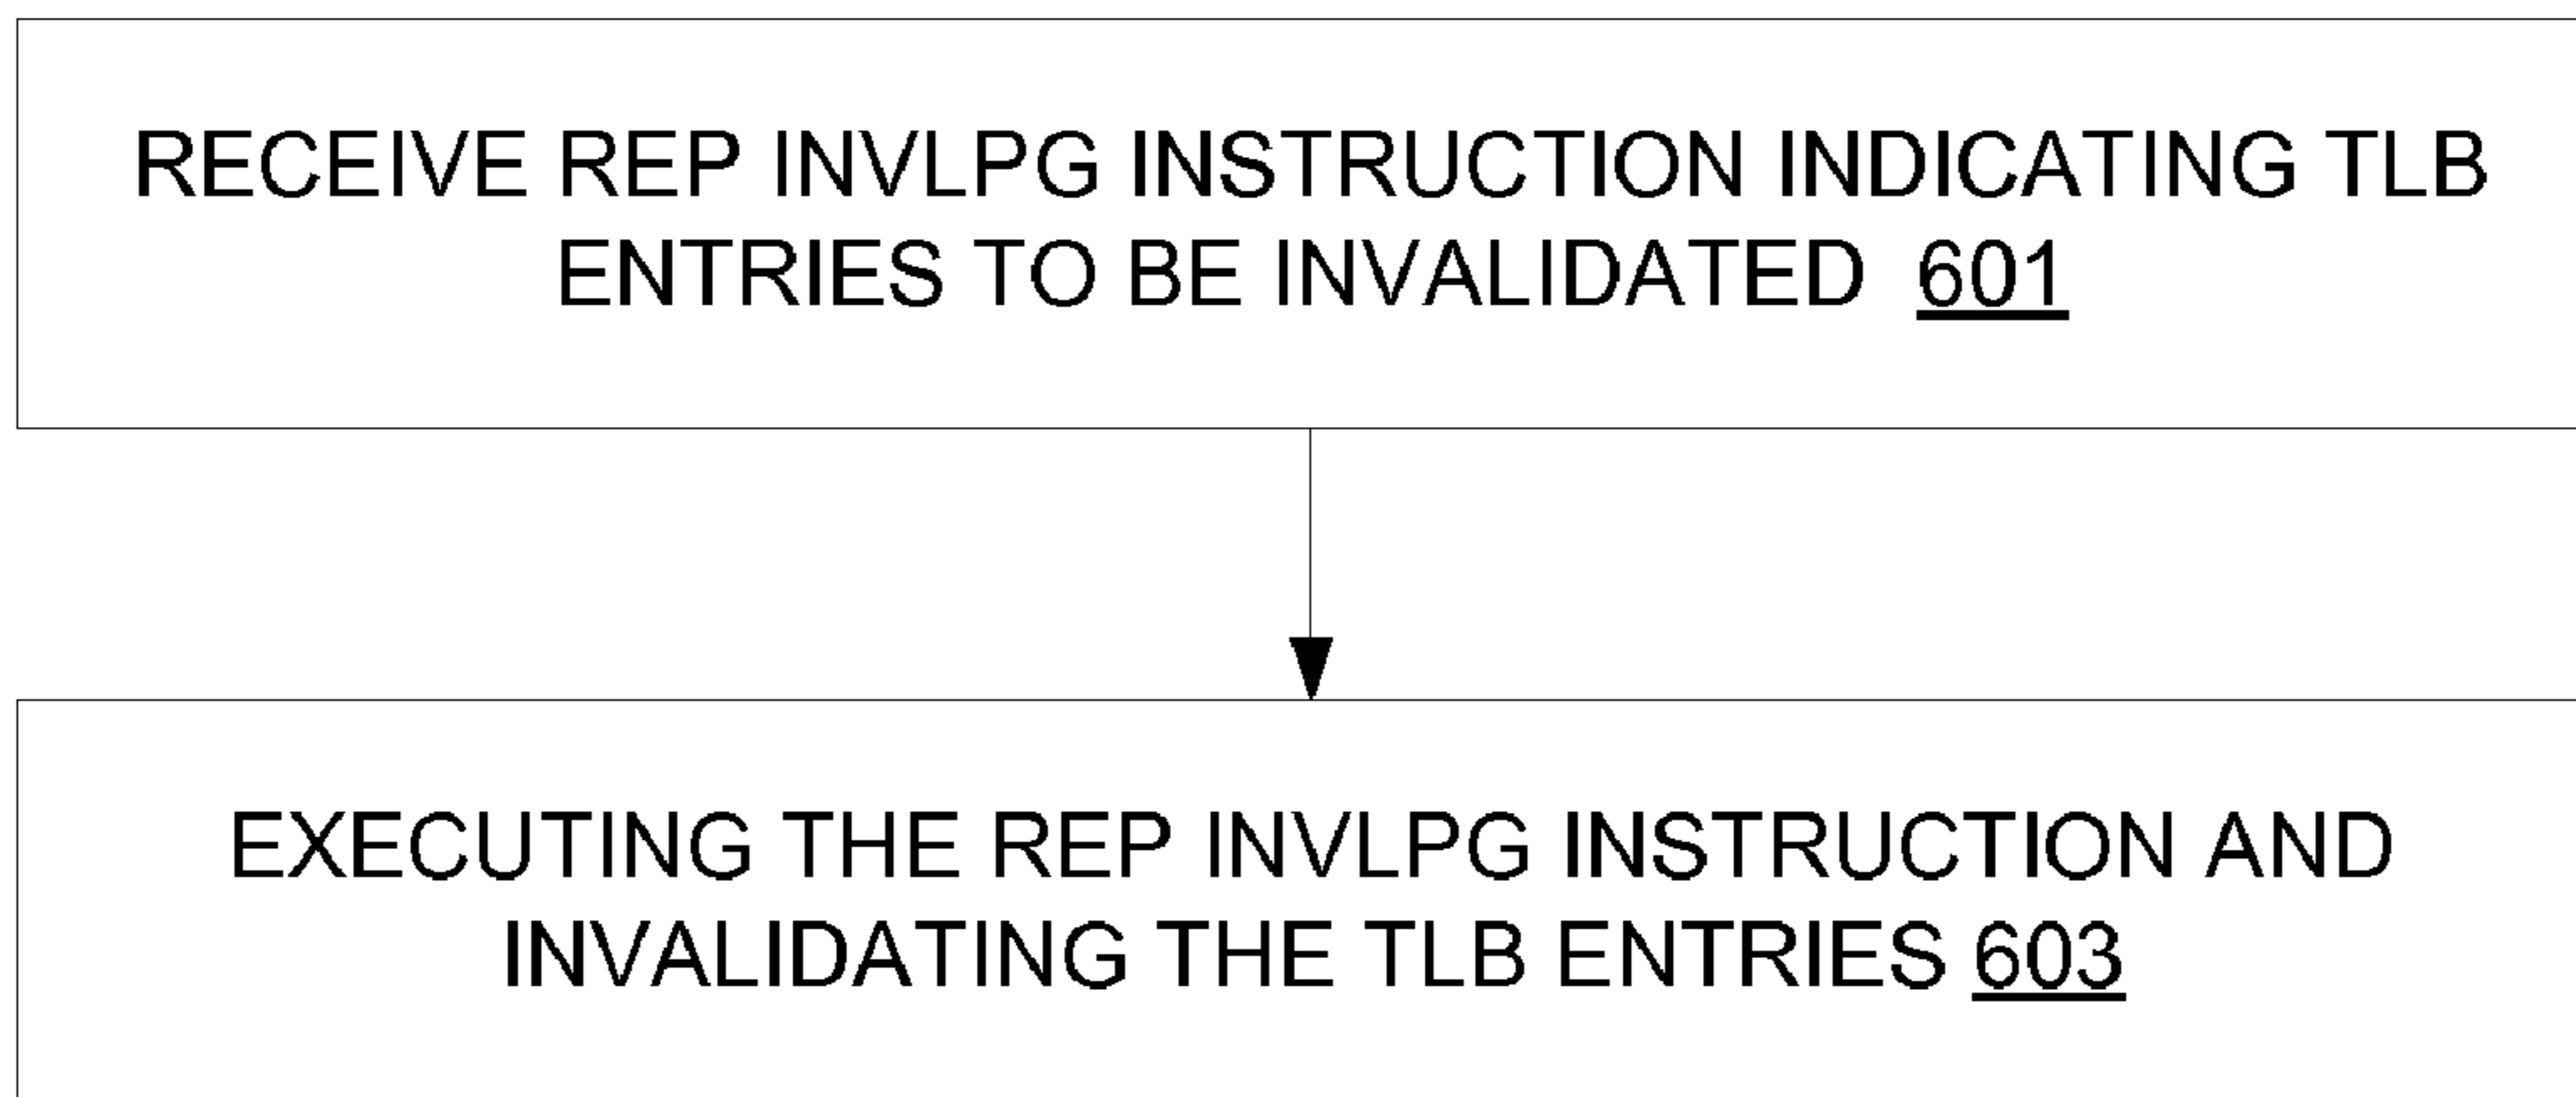 RECEIVE REP INVLPG INSTRUCTION INDICATING TLB
ENTRIES TO BE INVALIDATED 601
EXECUTING THE REP INVLPG INSTRUCTION AND
INVALIDATING THE TLB ENTRIES 603